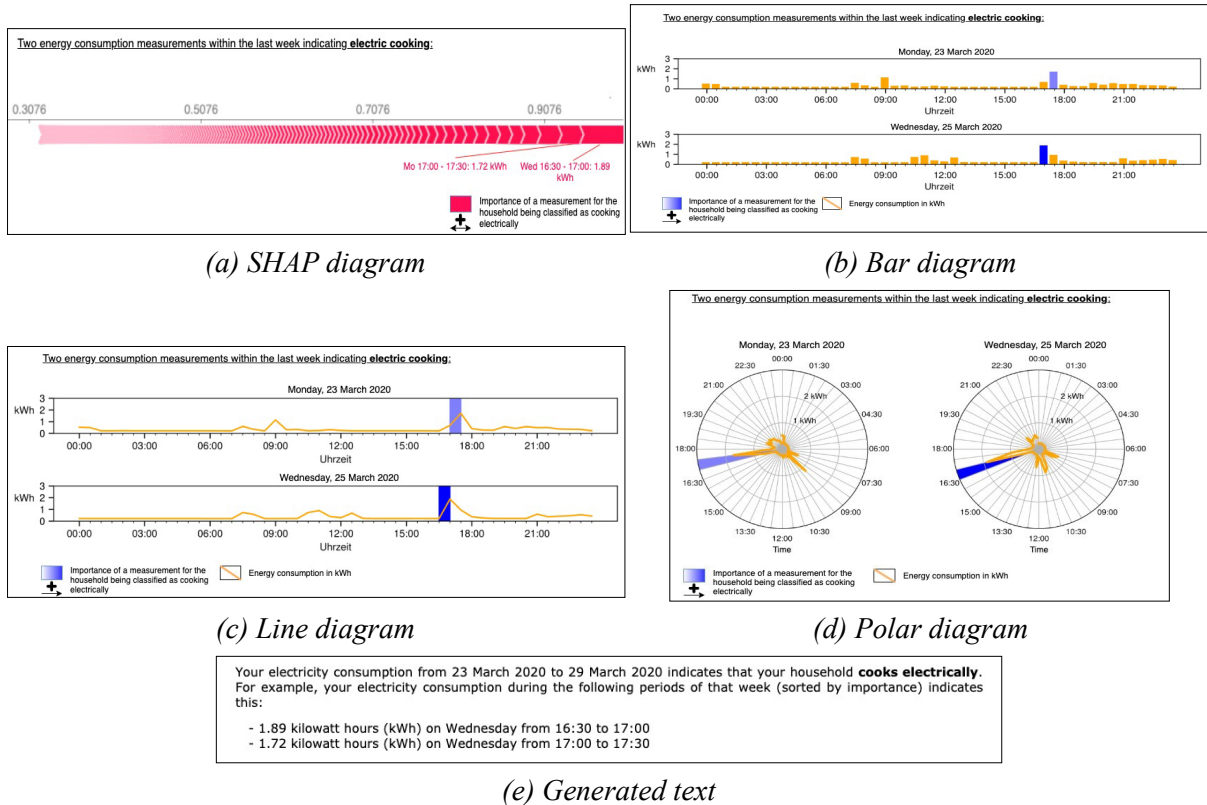 Two energy consumption measurements within the last week indicating electric cooking:
0.3076 0.5076 0.7076 0.9076
Mo 17:00 - 17:30: 1.72 kWh
Wed 16:30 - 17:00: 1.89
kWh
Importance of a measurement for the
household being classified as cooking
electrically
(a) SHAP diagram
Two energy consumption measurements within the last week indicating electric cooking:
Monday, 23 March 2020
kWh
3
2
1
0
00:00 03:00 06:00 09:00 12:00 15:00 18:00 21:00
Uhrzeit
Wednesday, 25 March 2020
kWh
3
2
1
0
00:00 03:00 06:00 09:00 12:00 15:00 18:00 21:00
Uhrzeit
Importance of a measurement for the
household being classified as cooking
electrically
Energy consumption in kWh
(b) Bar diagram
Two energy consumption measurements within the last week indicating electric cooking:
Monday, 23 March 2020
kWh
3
2
1
0
00:00 03:00 06:00 09:00 12:00 15:00 18:00 21:00
Uhrzeit
Wednesday, 25 March 2020
kWh
3
2
1
0
00:00 03:00 06:00 09:00 12:00 15:00 18:00 21:00
Uhrzeit
Importance of a measurement for the
household being classified as cooking
electrically
Energy consumption in kWh
(c) Line diagram
Two energy consumption measurements within the last week indicating electric cooking:
Monday, 23 March 2020
00:00
01:30
03:00
04:30
06:00
07:30
09:00
10:30
12:00
13:30
15:00
16:30
18:00
19:30
21:00
22:30
2 kWh
1 kWh
Time
Wednesday, 25 March 2020
00:00
01:30
03:00
04:30
06:00
07:30
09:00
10:30
12:00
13:30
15:00
16:30
18:00
19:30
21:00
22:30
2 kWh
1 kWh
Time
Importance of a measurement for the
household being classified as cooking
electrically
Energy consumption in kWh
(d) Polar diagram
Your electricity consumption from 23 March 2020 to 29 March 2020 indicates that your household cooks electrically.
For example, your electricity consumption during the following periods of that week (sorted by importance) indicates
this:
- 1.89 kilowatt hours (kWh) on Wednesday from 16:30 to 17:00
- 1.72 kilowatt hours (kWh) on Wednesday from 17:00 to 17:30
(e) Generated text